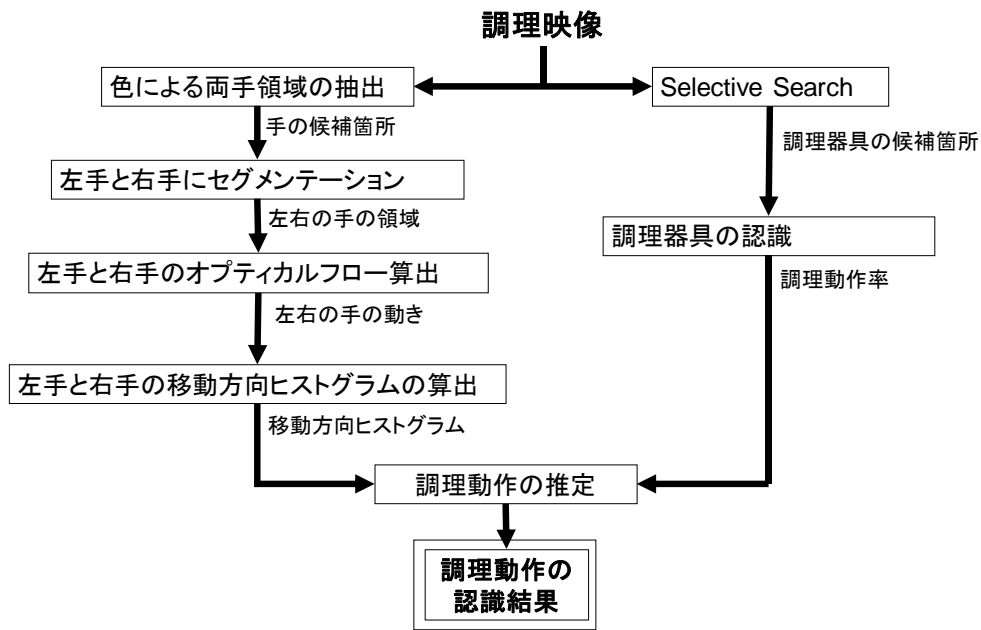 調理映像
色による両手領域の抽出
Selective Search
手の候補箇所
調理器具の候補箇所
左手と右手にセグメンテーション
左右の手の領域
調理器具の認識
左手と右手のオプティカルフロー算出
調理動作率
左右の手の動き
左手と右手の移動方向ヒストグラムの算出
移動方向ヒストグラム
調理動作の推定
調理動作の
認識結果